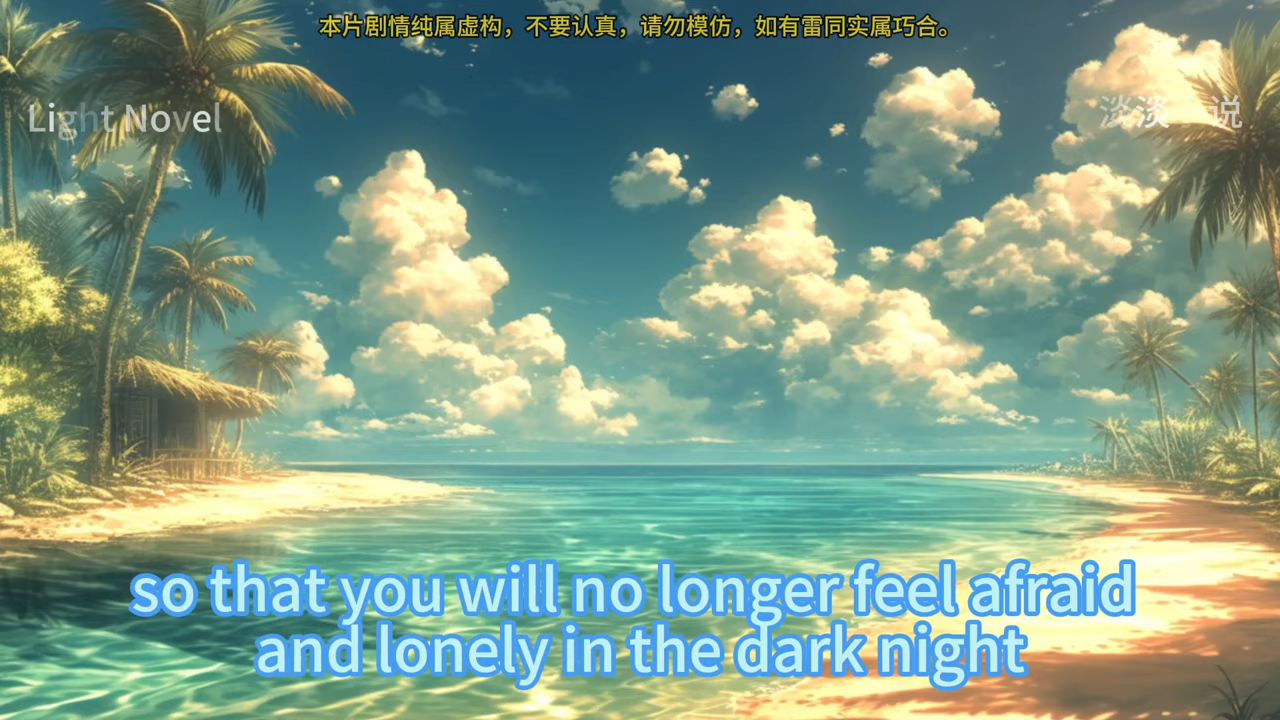 本片剧情纯属虚构，不要认真，请勿模仿，如有雷同实属巧合。
Light Novel
淡淡 说
so that you will no longer feel afraid
and lonely in the dark night